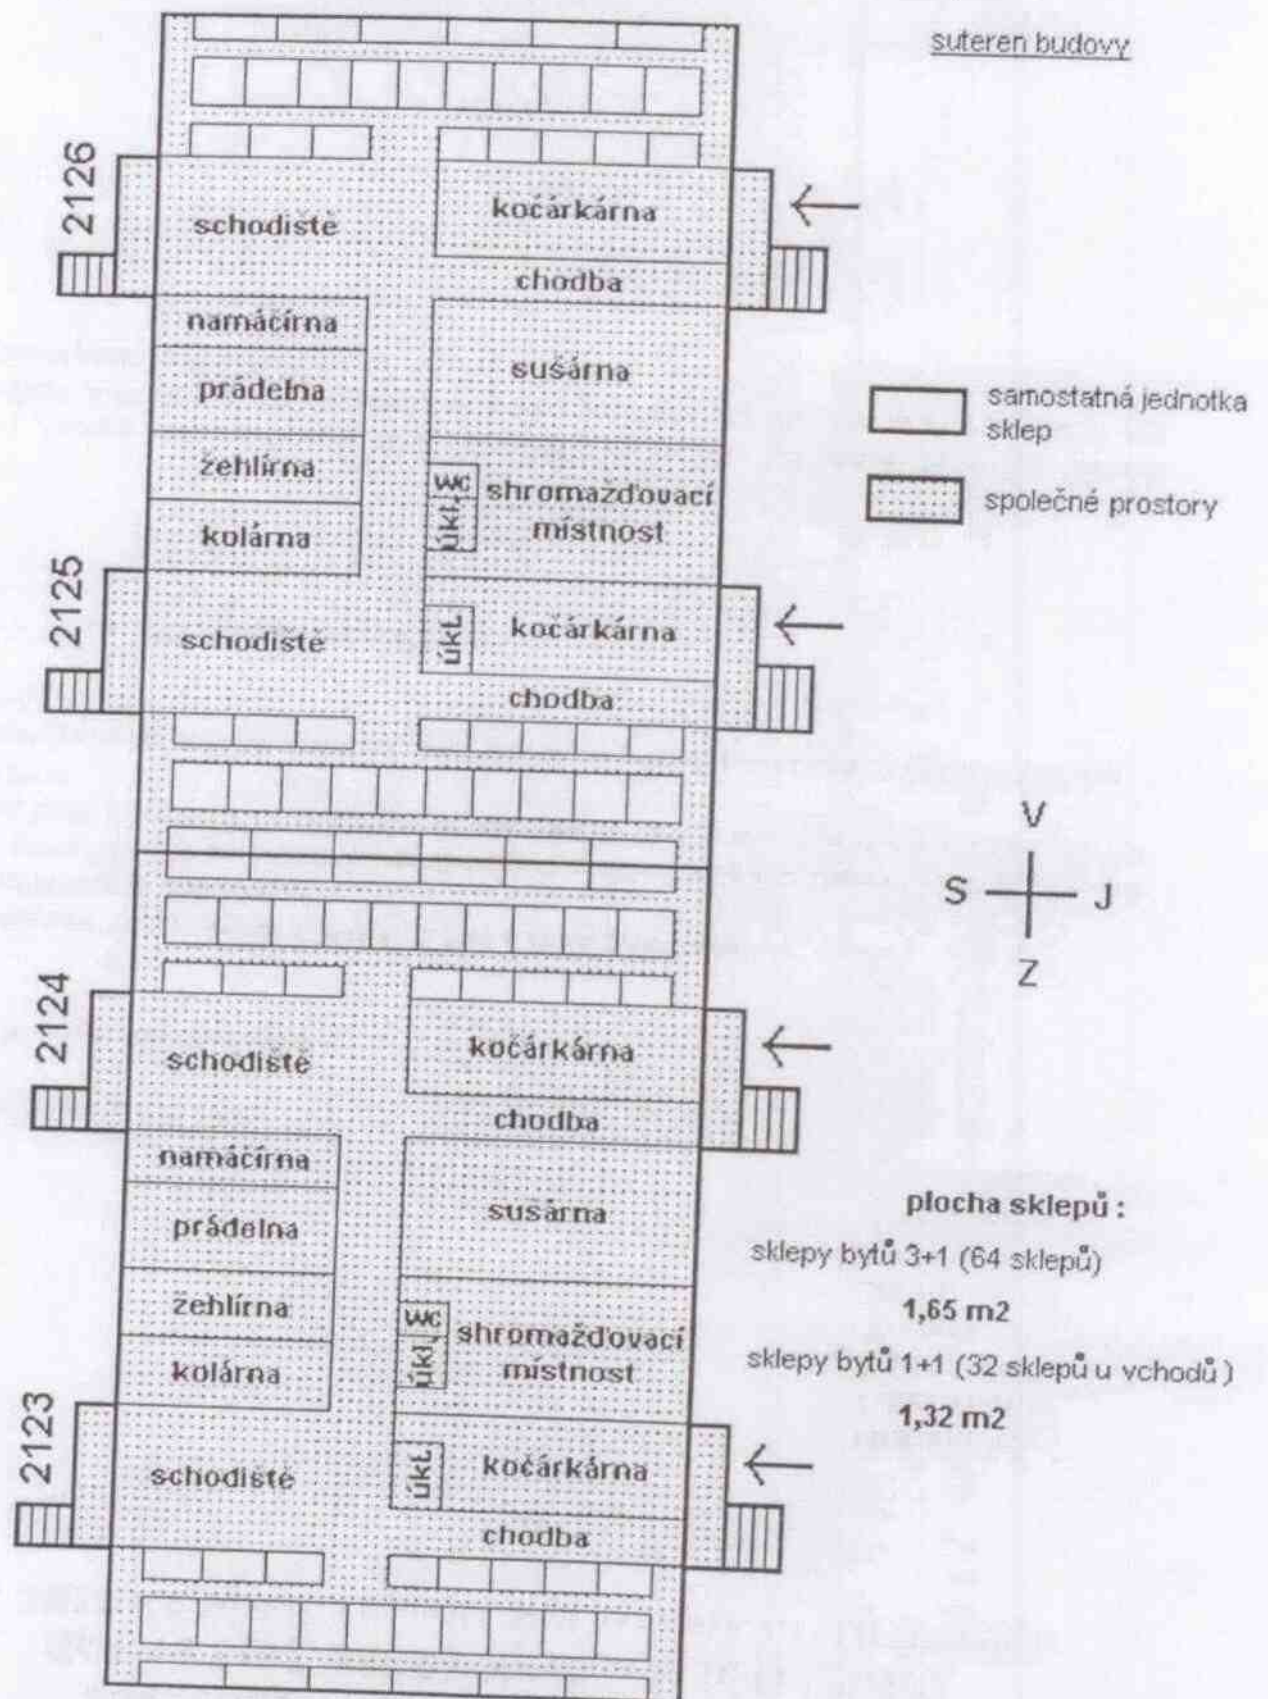 suteren budovy
2126
schodiště
kočárkárna
chodba
namácírna
prádelna
sušárna
žehlírna
kolárna
WC
úkl.
shromažďovací
místnost
samostatná jednotka
sklep
společné prostory
2125
schodiště
úkl.
kočárkárna
chodba
V
S
J
Z
2124
schodiště
kočárkárna
chodba
namácírna
prádelna
sušárna
žehlírna
kolárna
WC
úkl.
shromažďovací
místnost
plocha sklepů :
sklepy bytů 3+1 (64 sklepů)
1,65 m2
sklepy bytů 1+1 (32 sklepů u vchodů )
1,32 m2
2123
schodiště
úkl.
kočárkárna
chodba